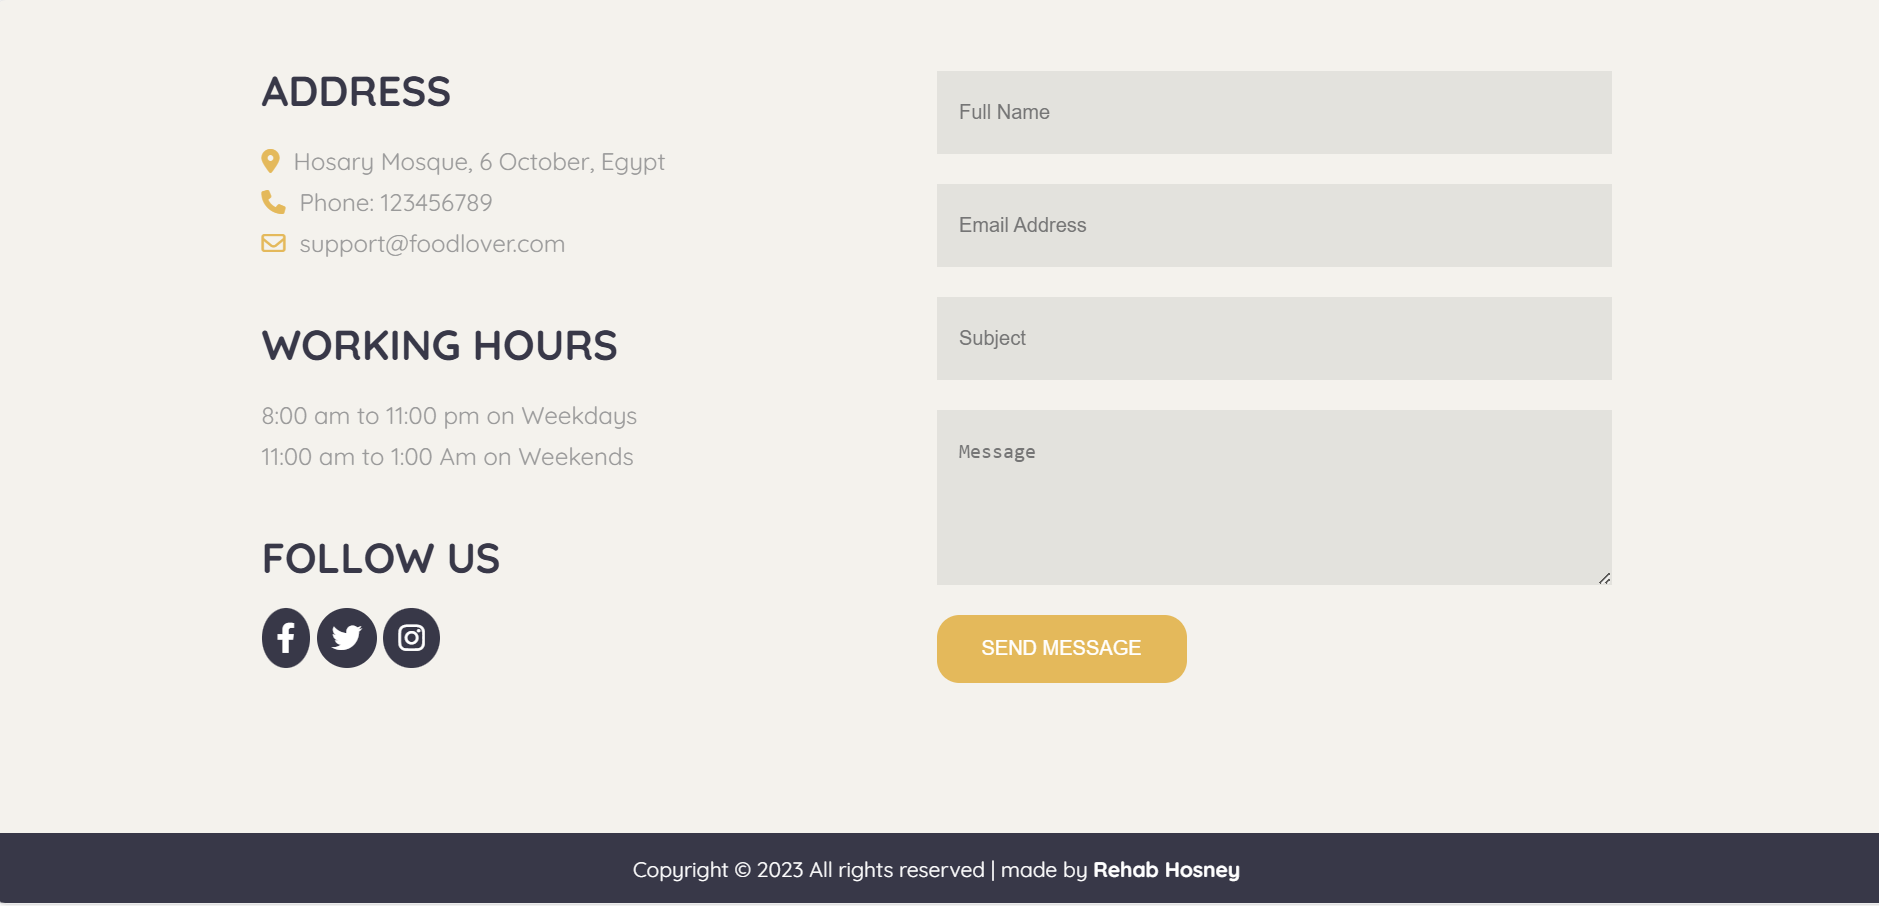 ADDRESS
Hosary Mosque, 6 October, Egypt
Phone: 123456789
support@foodlover.com
WORKING HOURS
8:00 am to 11:00 pm on Weekdays
11:00 am to 1:00 Am on Weekends
FOLLOW US
Full Name
Email Address
Subject
Message
SEND MESSAGE
Copyright © 2023 All rights reserved | made by Rehab Hosney